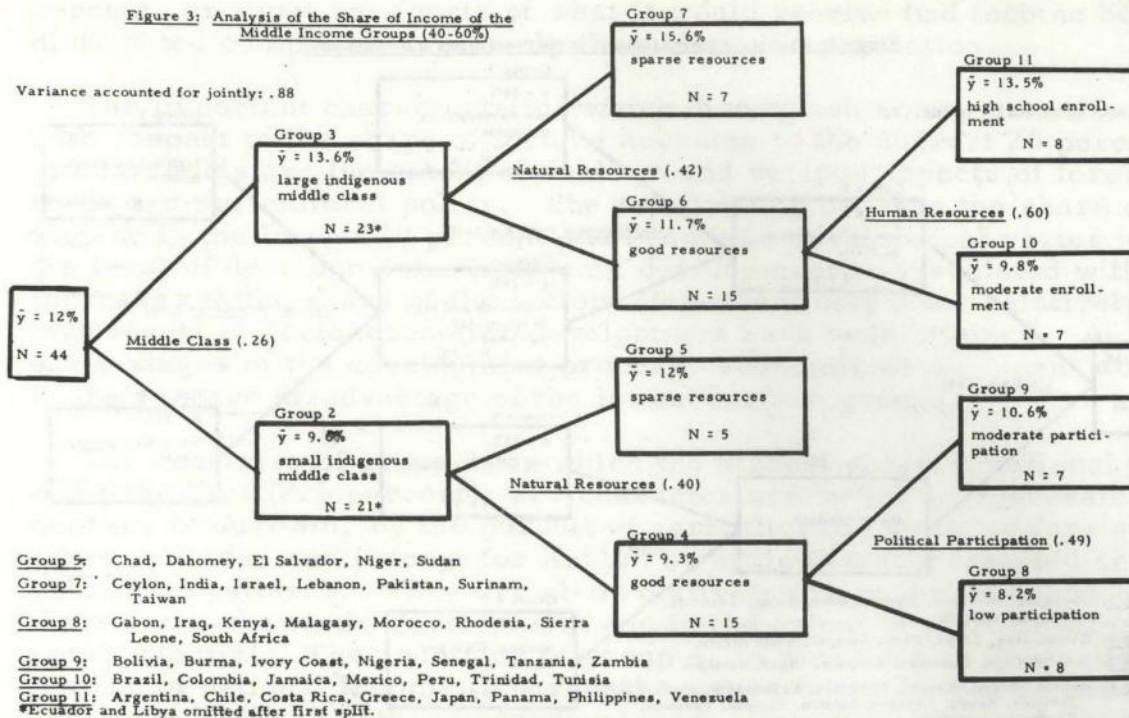 Figure 3: Analysis of the Share of Income of the
Middle Income Groups (40-60%)
Variance accounted for jointly: .88
ȳ = 12%
N = 44
Middle Class (.26)
Group 3
ȳ = 13.6%
large indigenous
middle class
N = 23*
Group 2
ȳ =
small indigenous
middle class
N = 21*
Natural Resources (.42)
Natural Resources (.40)
Group 7
ȳ = 15.6%
sparse resources
N = 7
Group 6
ȳ = 11.7%
good resources
N = 15
Group 5
ȳ = 12%
sparse resources
N = 5
Group 4
ȳ = 9.3%
good resources
N = 15
Human Resources (.60)
Political Participation (.49)
Group 11
ȳ = 13.5%
high school enroll-
ment
N = 8
Group 10
ȳ = 9.8%
moderate enroll-
ment
N = 7
Group 9
ȳ = 10.6%
moderate partici-
pation
N = 7
Group 8
ȳ = 8.2%
low participation
N = 8
Group 5: Chad, Dahomey, El Salvador, Niger, Sudan
Group 7: Ceylon, India, Israel, Lebanon, Pakistan, Surinam,
Taiwan
Group 8: Gabon, Iraq, Kenya, Malagasy, Morocco, Rhodesia, Sierra
Leone, South Africa
Group 9: Bolivia, Burma, Ivory Coast, Nigeria, Senegal, Tanzania, Zambia
Group 10: Brazil, Colombia, Jamaica, Mexico, Peru, Trinidad, Tunisia
Group 11: Argentina, Chile, Costa Rica, Greece, Japan, Panama, Philippines, Venezuela
*Ecuador and Libya omitted after first split.